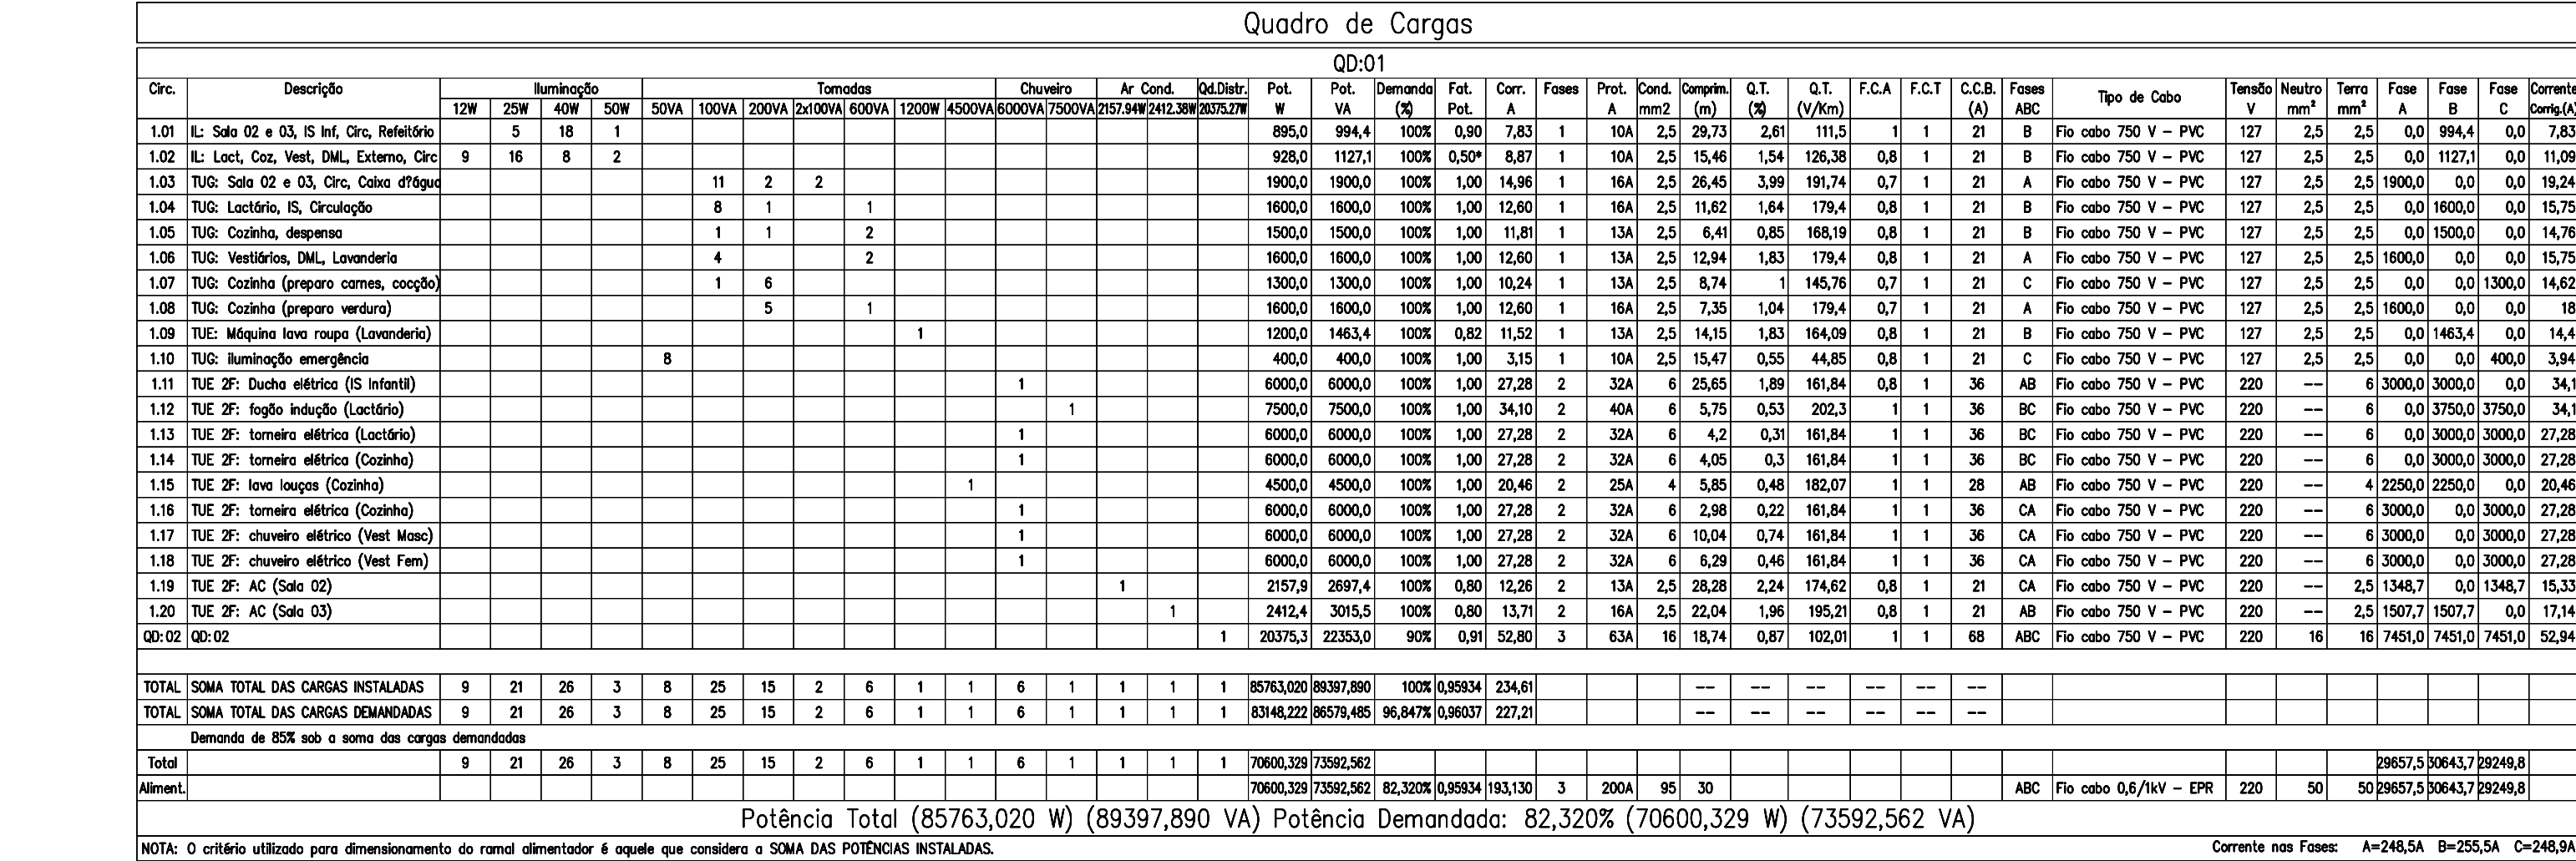 Quadro de Cargas
QD:01
Circ. Descrição Iluminação Tomadas Chuveiro Ar Cond. Qd.Distr. Pot. Pot. Demanda Fat. Corr. Fases Prot. Cond. Comprim. Q.T. Q.T. F.C.A F.C.T C.C.B. Fases Tipo de Cabo Tensão Neutro Terra Fase Fase Fase Corrente
12W 25W 40W 50W 50VA 100VA 200VA 2x100VA 600VA 1200W 4500VA 6000VA 7500VA 2157.94W 2412.38W 20375.27W W VA (%) Pot. A A mm2 (m) (%) (V/Km) (A) ABC V mm² mm² A B C Corrig.(A)
1.01 IL: Sala 02 e 03, IS Inf, Circ, Refeitório 5 18 1 895,0 994,4 100% 0,90 7,83 1 10A 2,5 29,73 2,61 111,5 1 1 21 B Fio cabo 750 V – PVC 127 2,5 2,5 0,0 994,4 0,0 7,83
1.02 IL: Lact, Coz, Vest, DML, Externo, Circ 9 16 8 2 928,0 1127,1 100% 0,50* 8,87 1 10A 2,5 15,46 1,54 126,38 0,8 1 21 B Fio cabo 750 V – PVC 127 2,5 2,5 0,0 1127,1 0,0 11,09
1.03 TUG: Sala 02 e 03, Circ, Caixa d?água 11 2 2 1900,0 1900,0 100% 1,00 14,96 1 16A 2,5 26,45 3,99 191,74 0,7 1 21 A Fio cabo 750 V – PVC 127 2,5 2,5 1900,0 0,0 0,0 19,24
1.04 TUG: Lactário, IS, Circulação 8 1 1 1600,0 1600,0 100% 1,00 12,60 1 16A 2,5 11,62 1,64 179,4 0,8 1 21 B Fio cabo 750 V – PVC 127 2,5 2,5 0,0 1600,0 0,0 15,75
1.05 TUG: Cozinha, despensa 1 1 2 1500,0 1500,0 100% 1,00 11,81 1 13A 2,5 6,41 0,85 168,19 0,8 1 21 B Fio cabo 750 V – PVC 127 2,5 2,5 0,0 1500,0 0,0 14,76
1.06 TUG: Vestiários, DML, Lavanderia 4 2 1600,0 1600,0 100% 1,00 12,60 1 13A 2,5 12,94 1,83 179,4 0,8 1 21 A Fio cabo 750 V – PVC 127 2,5 2,5 1600,0 0,0 0,0 15,75
1.07 TUG: Cozinha (preparo carnes, cocção) 1 6 1300,0 1300,0 100% 1,00 10,24 1 13A 2,5 8,74 1 145,76 0,7 1 21 C Fio cabo 750 V – PVC 127 2,5 2,5 0,0 0,0 1300,0 14,62
1.08 TUG: Cozinha (preparo verdura) 5 1 1600,0 1600,0 100% 1,00 12,60 1 16A 2,5 7,35 1,04 179,4 0,7 1 21 A Fio cabo 750 V – PVC 127 2,5 2,5 1600,0 0,0 0,0 18
1.09 TUE: Máquina lava roupa (Lavanderia) 1 1200,0 1463,4 100% 0,82 11,52 1 13A 2,5 14,15 1,83 164,09 0,8 1 21 B Fio cabo 750 V – PVC 127 2,5 2,5 0,0 1463,4 0,0 14,4
1.10 TUG: iluminação emergência 8 400,0 400,0 100% 1,00 3,15 1 10A 2,5 15,47 0,55 44,85 0,8 1 21 C Fio cabo 750 V – PVC 127 2,5 2,5 0,0 0,0 400,0 3,94
1.11 TUE 2F: Ducha elétrica (IS Infantil) 1 6000,0 6000,0 100% 1,00 27,28 2 32A 6 25,65 1,89 161,84 0,8 1 36 AB Fio cabo 750 V – PVC 220 –– 6 3000,0 3000,0 0,0 34,1
1.12 TUE 2F: fogão indução (Lactário) 1 7500,0 7500,0 100% 1,00 34,10 2 40A 6 5,75 0,53 202,3 1 1 36 BC Fio cabo 750 V – PVC 220 –– 6 0,0 3750,0 3750,0 34,1
1.13 TUE 2F: torneira elétrica (Lactário) 1 6000,0 6000,0 100% 1,00 27,28 2 32A 6 4,2 0,31 161,84 1 1 36 BC Fio cabo 750 V – PVC 220 –– 6 0,0 3000,0 3000,0 27,28
1.14 TUE 2F: torneira elétrica (Cozinha) 1 6000,0 6000,0 100% 1,00 27,28 2 32A 6 4,05 0,3 161,84 1 1 36 BC Fio cabo 750 V – PVC 220 –– 6 0,0 3000,0 3000,0 27,28
1.15 TUE 2F: lava louças (Cozinha) 1 4500,0 4500,0 100% 1,00 20,46 2 25A 4 5,85 0,48 182,07 1 1 28 AB Fio cabo 750 V – PVC 220 –– 4 2250,0 2250,0 0,0 20,46
1.16 TUE 2F: torneira elétrica (Cozinha) 1 6000,0 6000,0 100% 1,00 27,28 2 32A 6 2,98 0,22 161,84 1 1 36 CA Fio cabo 750 V – PVC 220 –– 6 3000,0 0,0 3000,0 27,28
1.17 TUE 2F: chuveiro elétrico (Vest Masc) 1 6000,0 6000,0 100% 1,00 27,28 2 32A 6 10,04 0,74 161,84 1 1 36 CA Fio cabo 750 V – PVC 220 –– 6 3000,0 0,0 3000,0 27,28
1.18 TUE 2F: chuveiro elétrico (Vest Fem) 1 6000,0 6000,0 100% 1,00 27,28 2 32A 6 6,29 0,46 161,84 1 1 36 CA Fio cabo 750 V – PVC 220 –– 6 3000,0 0,0 3000,0 27,28
1.19 TUE 2F: AC (Sala 02) 1 2157,9 2697,4 100% 0,80 12,26 2 13A 2,5 28,28 2,24 174,62 0,8 1 21 CA Fio cabo 750 V – PVC 220 –– 2,5 1348,7 0,0 1348,7 15,33
1.20 TUE 2F: AC (Sala 03) 1 2412,4 3015,5 100% 0,80 13,71 2 16A 2,5 22,04 1,96 195,21 0,8 1 21 AB Fio cabo 750 V – PVC 220 –– 2,5 1507,7 1507,7 0,0 17,14
QD:02 QD:02 1 20375,3 22353,0 90% 0,91 52,80 3 63A 16 18,74 0,87 102,01 1 1 68 ABC Fio cabo 750 V – PVC 220 16 16 7451,0 7451,0 7451,0 52,94
TOTAL SOMA TOTAL DAS CARGAS INSTALADAS 9 21 26 3 8 25 15 2 6 1 1 6 1 1 1 1 85763,020 89397,890 100% 0,95934 234,61 –– –– –– –– –– ––
TOTAL SOMA TOTAL DAS CARGAS DEMANDADAS 9 21 26 3 8 25 15 2 6 1 1 6 1 1 1 1 83148,222 86579,485 96,847% 0,96037 227,21 –– –– –– –– –– ––
Demanda de 85% sob a soma das cargas demandadas
Total 9 21 26 3 8 25 15 2 6 1 1 6 1 1 1 1 70600,329 73592,562 29657,5 30643,7 29249,8
Aliment. 70600,329 73592,562 82,320% 0,95934 193,130 3 200A 95 30 ABC Fio cabo 0,6/1kV – EPR 220 50 50 29657,5 30643,7 29249,8
Potência Total (85763,020 W) (89397,890 VA) Potência Demandada: 82,320% (70600,329 W) (73592,562 VA)
NOTA: O critério utilizado para dimensionamento do ramal alimentador é aquele que considera a SOMA DAS POTÊNCIAS INSTALADAS. Corrente nas Fases: A=248,5A B=255,5A C=248,9A